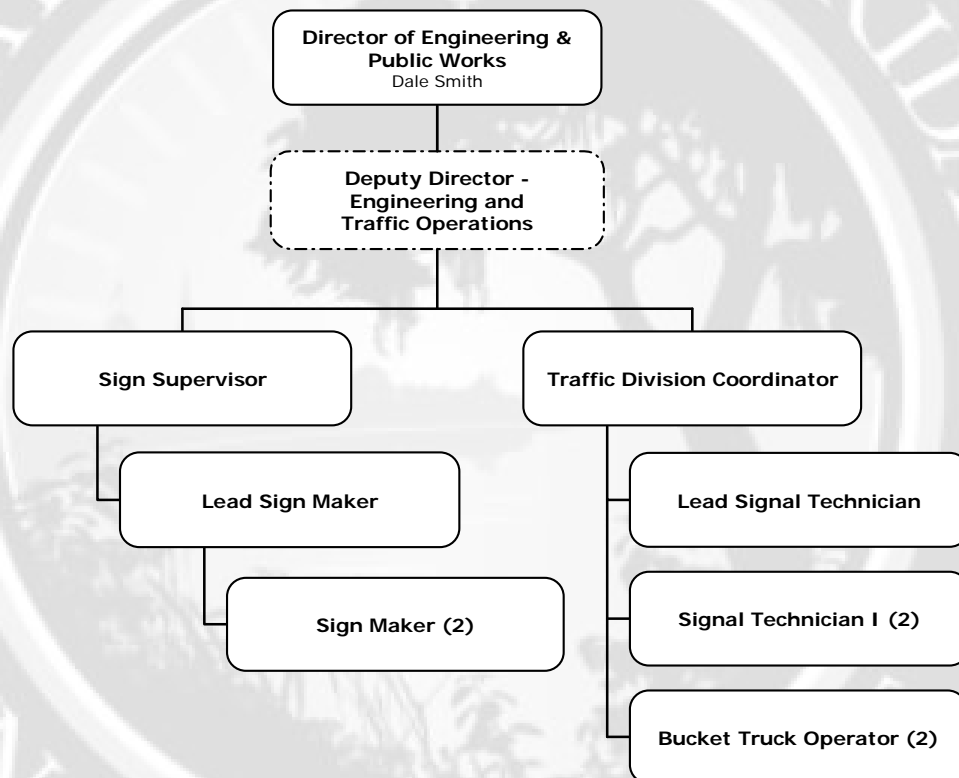 Director of Engineering &
Public Works
Dale Smith
Deputy Director -
Engineering and
Traffic Operations
Sign Supervisor
Traffic Division Coordinator
Lead Sign Maker
Lead Signal Technician
Sign Maker (2)
Signal Technician I (2)
Bucket Truck Operator (2)